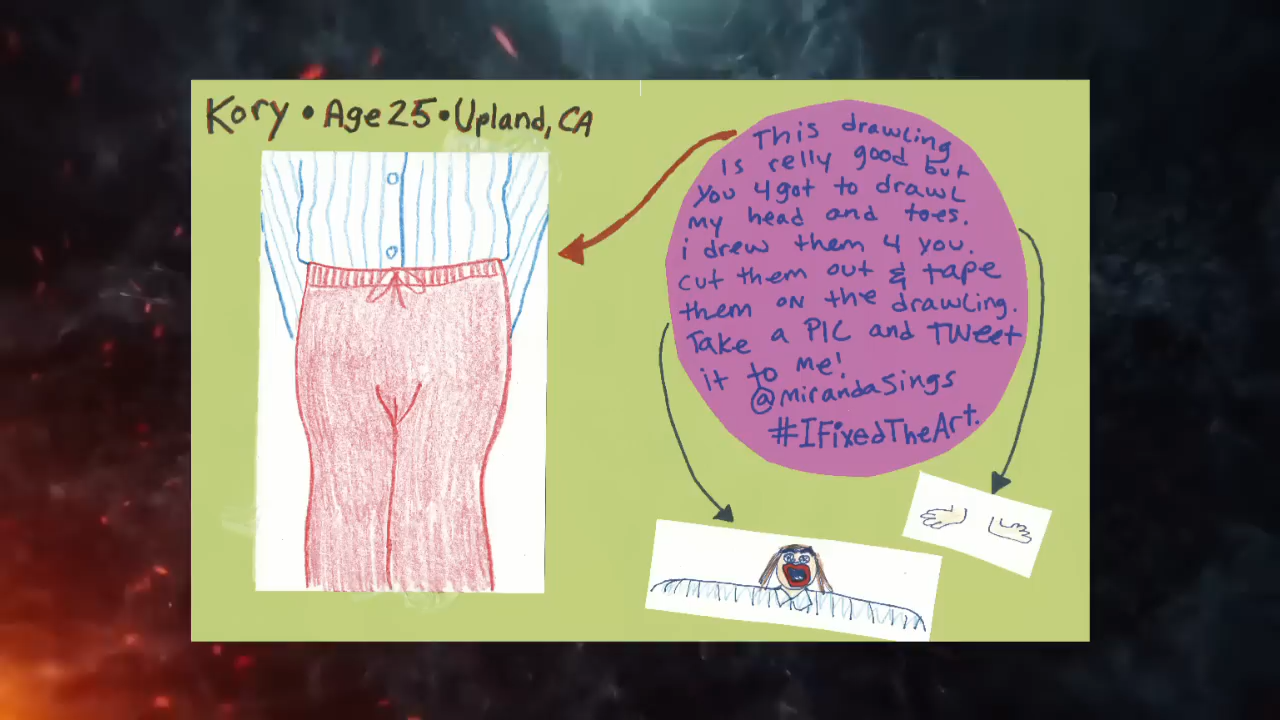 Kory • Age 25 • Upland, CA
This drawling
Is relly good but
You 4got to drawl
my head and toes.
i drew them 4 you.
cut them out & tape
them on the drawling.
Take a PIC and TWeet
it to me!
@mirandasings
#IFixedTheArt.